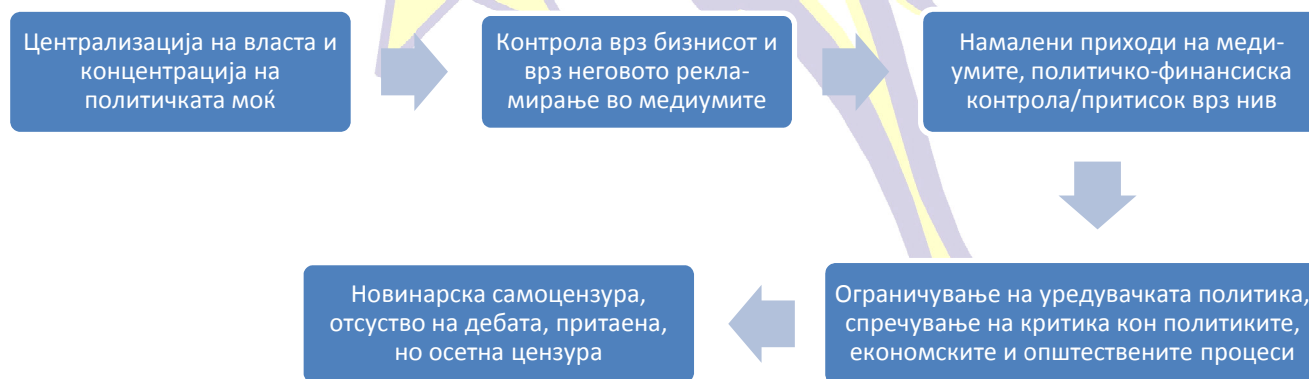 Централизација на власта и
концентрација на
политичката моќ
Контрола врз бизнисот и
врз неговото рекла-
мирање во медиумите
Намалени приходи на меди-
умите, политичко-финансиска
контрола/притисок врз нив
Ограничување на уредувачката политика,
спречување на критика кон политиките,
економските и општествените процеси
Новинарска самоцензура,
отсуство на дебата, притаена,
но осетна цензура